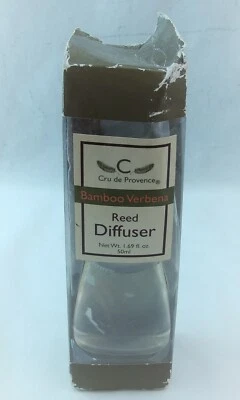 C
Cru de Provence®
Bamboo Verbena
Reed
Diffuser
Net Wt. 1.69 fl oz
50ml